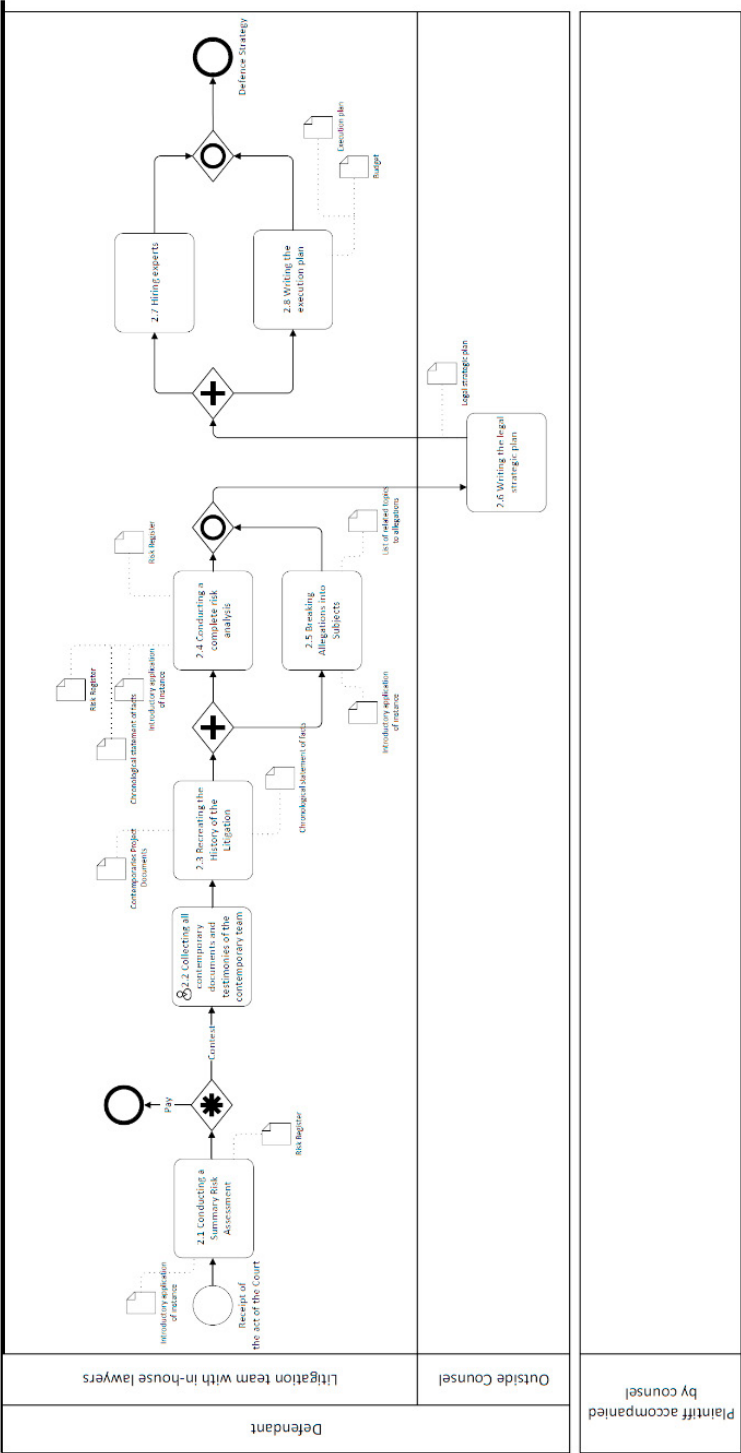 Defendant
Litigation team with in-house lawyers
Outside Counsel
Plaintiff accompanied
by counsel
Receipt of
the act of the Court
Introductory application
of instance
2.1 Conducting a
Summary Risk
Assessment
Risk Register
Pay
Contest
2.2 Collecting all
contemporary
documents and
testimonies of the
contemporary team
2.3 Recreating the
History of the
Litigation
Contemporaries Project
Documents
Chronological statement of facts
Chronological statement of facts
Risk Register
Introductory application
of instance
2.4 Conducting a
complete risk
analysis
Risk Register
2.5 Breaking
Allegations into
Subjects
Introductory application
of instance
List of related topics
to allegations
2.6 Writing the legal
strategic plan
Legal strategic plan
2.7 Hiring experts
2.8 Writing the
execution plan
Execution plan
Budget
Defence Strategy